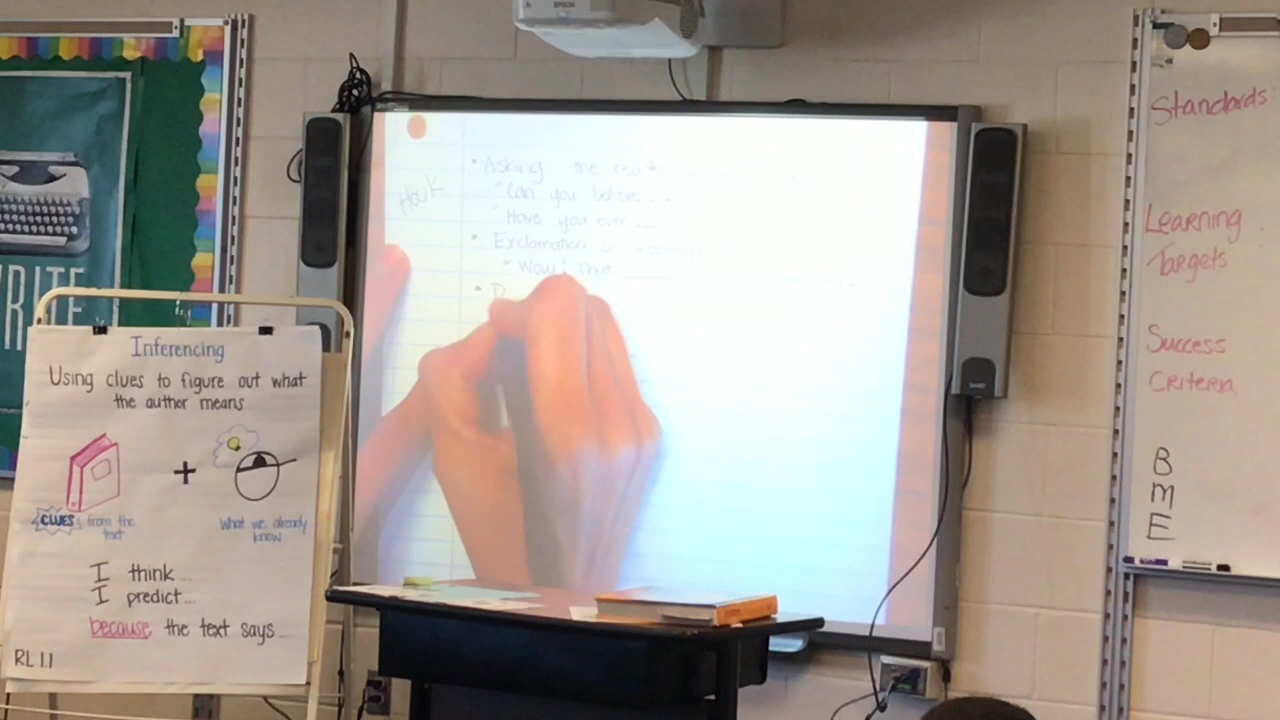 EPSON
WRITE
Inferencing
Using clues to figure out what
the author means
+
CLUES from the
text
What we already
know
I think...
I predict...
because the text says...
RL 1.1
Hook
• Asking the reader
"Can you believe...
"Have you ever...
• Exclamation or feelings
"Wow! That
Standards:
Learning
Targets
Success
Criteria
B
M
E